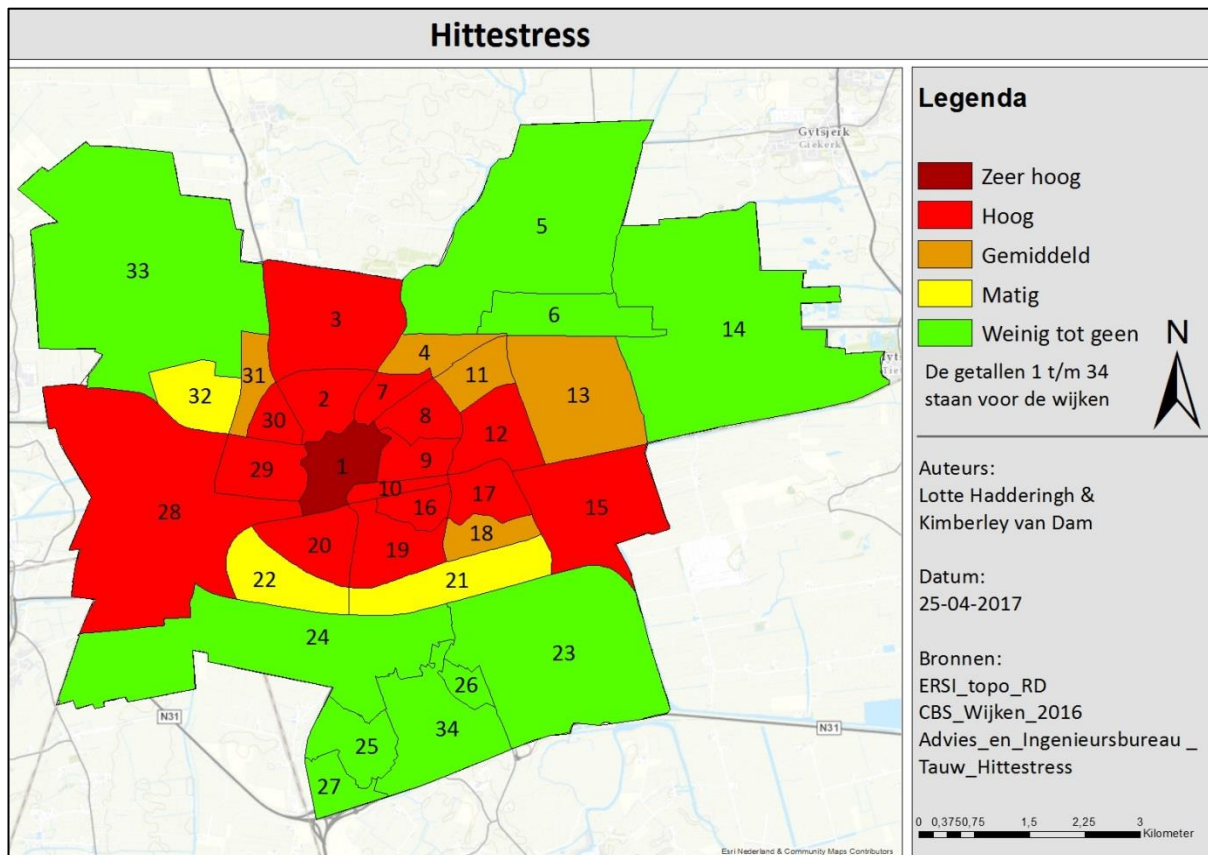 Hittestress
Gytsjerk
Giekerk
5
33
6
14
3
4
31
11
32
13
7
2
8
30
12
9
1
29
10
17
16
28
15
18
20
19
22
21
24
23
26
N31
34
N31
25
27
Esri Nederland & Community Maps Contributors
Legenda
Zeer hoog
Hoog
Gemiddeld
Matig
Weinig tot geen
N
De getallen 1 t/m 34
staan voor de wijken
Auteurs:
Lotte Hadderingh &
Kimberley van Dam
Datum:
25-04-2017
Bronnen:
ERSI_topo_RD
CBS_Wijken_2016
Advies_en_Ingenieursbureau _
Tauw_Hittestress
0 0,3750,75 1,5 2,25 3
Kilometer